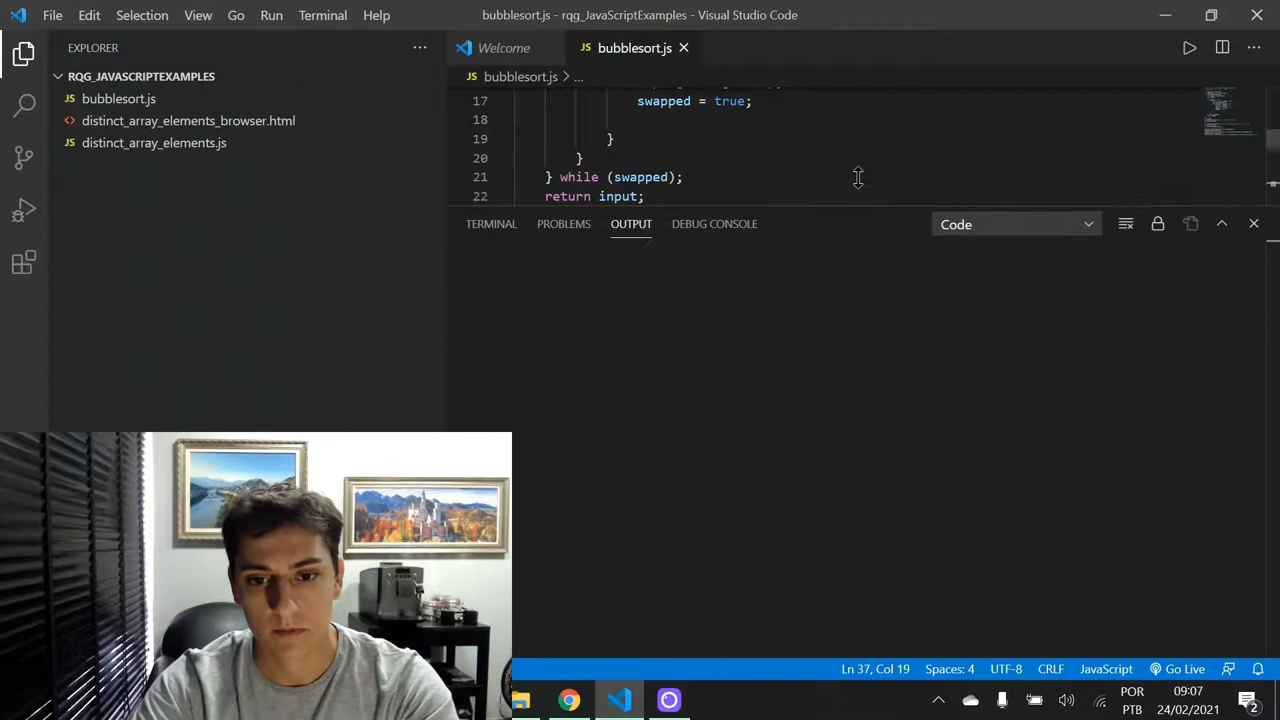 File Edit Selection View Go Run Terminal Help
bubblesort.js - rqg_JavaScriptExamples - Visual Studio Code
EXPLORER
RQG_JAVASCRIPTEXAMPLES
bubblesort.js
distinct_array_elements_browser.html
distinct_array_elements.js
Welcome
JS bubblesort.js
JS bubblesort.js > ...
17 swapped = true;
18
19 }
20 }
21 } while (swapped);
22 return input;
TERMINAL PROBLEMS OUTPUT DEBUG CONSOLE
Code
Ln 37, Col 19 Spaces: 4 UTF-8 CRLF JavaScript Go Live
POR
PTB
09:07
24/02/2021
2